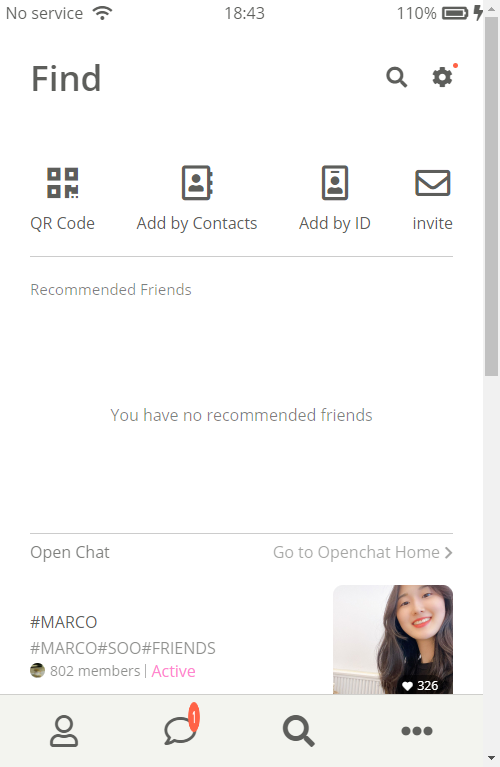 No service 18:43 110%
Find
QR Code Add by Contacts Add by ID invite
Recommended Friends
You have no recommended friends
Open Chat Go to Openchat Home
#MARCO
#MARCO#SOO#FRIENDS
802 members | Active
326
1